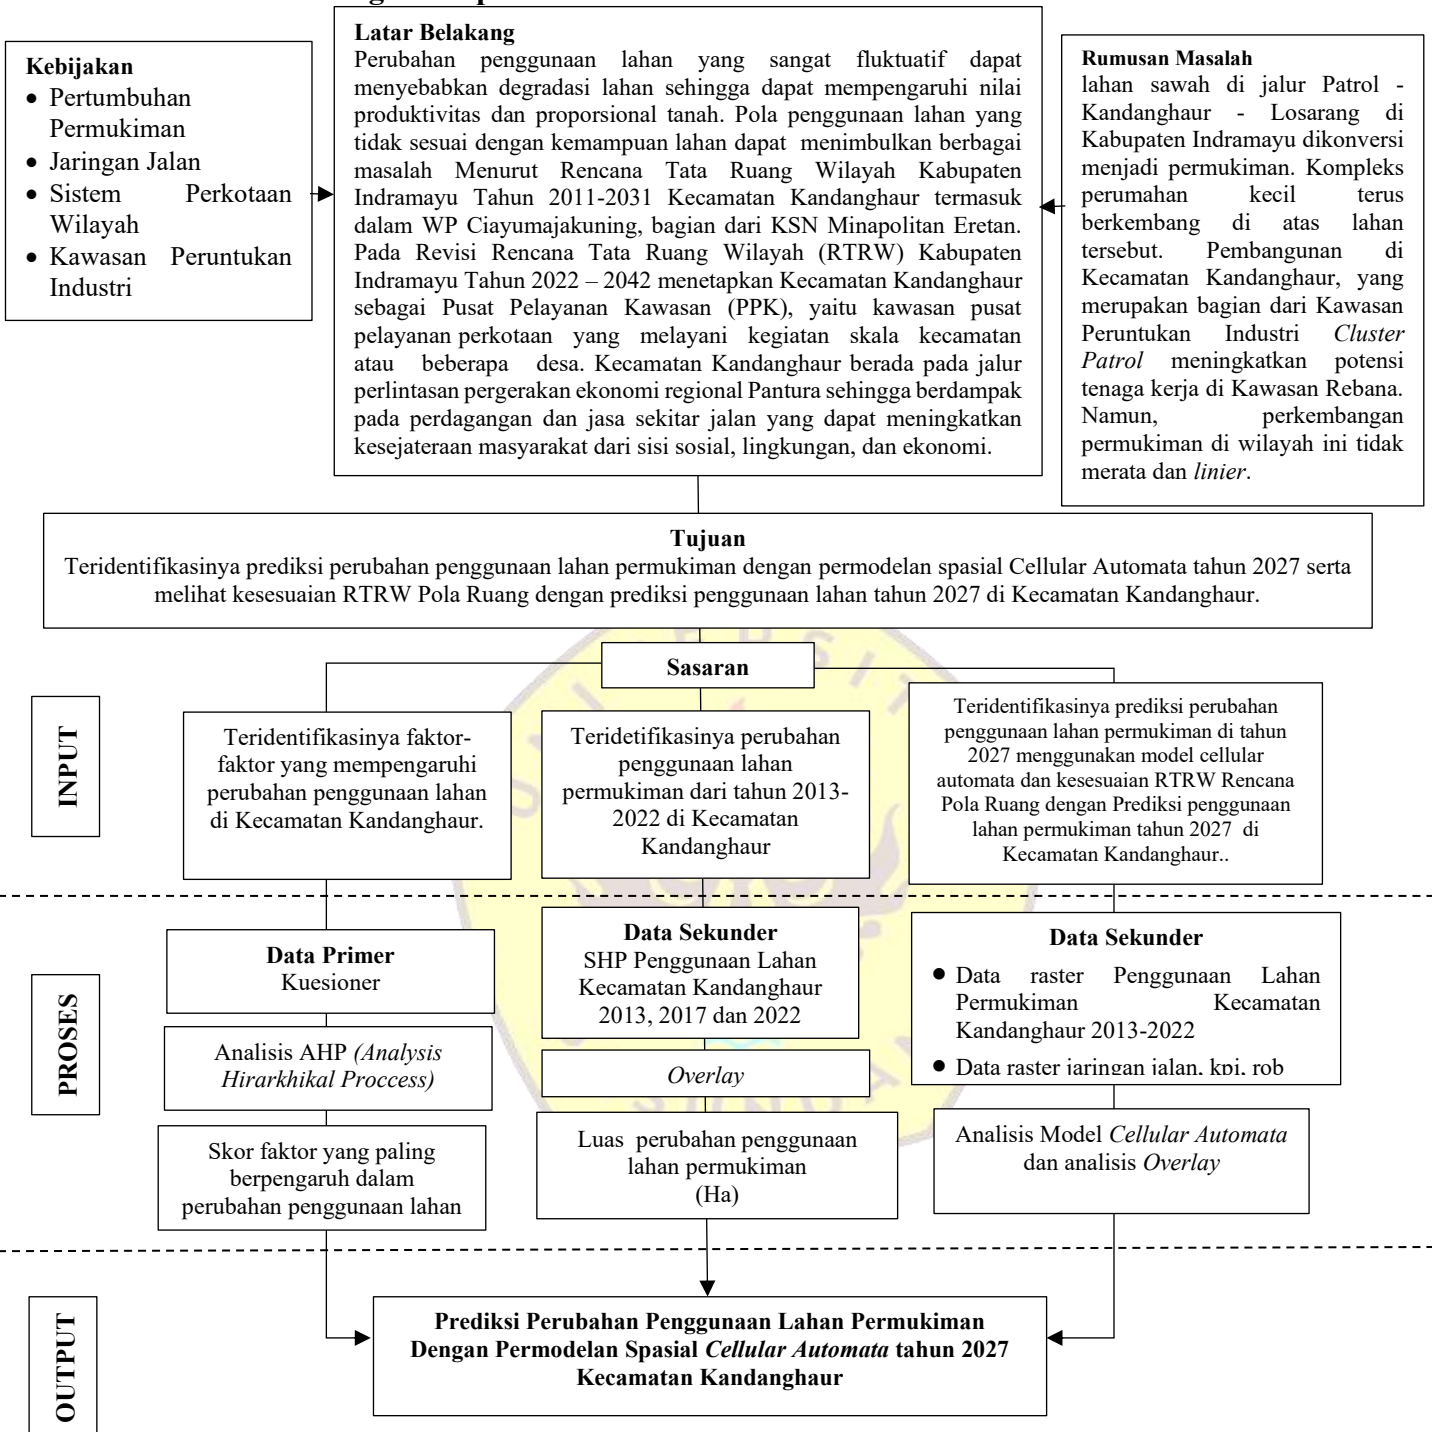 Kebijakan
• Pertumbuhan
Permukiman
• Jaringan Jalan
• Sistem Perkotaan
Wilayah
• Kawasan Peruntukan
Industri
Latar Belakang
Perubahan penggunaan lahan yang sangat fluktuatif dapat
menyebabkan degradasi lahan sehingga dapat mempengaruhi nilai
produktivitas dan proporsional tanah. Pola penggunaan lahan yang
tidak sesuai dengan kemampuan lahan dapat menimbulkan berbagai
masalah Menurut Rencana Tata Ruang Wilayah Kabupaten
Indramayu Tahun 2011-2031 Kecamatan Kandanghaur termasuk
dalam WP Ciayumajakuning, bagian dari KSN Minapolitan Eretan.
Pada Revisi Rencana Tata Ruang Wilayah (RTRW) Kabupaten
Indramayu Tahun 2022 – 2042 menetapkan Kecamatan Kandanghaur
sebagai Pusat Pelayanan Kawasan (PPK), yaitu kawasan pusat
pelayanan perkotaan yang melayani kegiatan skala kecamatan
atau beberapa desa. Kecamatan Kandanghaur berada pada jalur
perlintasan pergerakan ekonomi regional Pantura sehingga berdampak
pada perdagangan dan jasa sekitar jalan yang dapat meningkatkan
kesejateraan masyarakat dari sisi sosial, lingkungan, dan ekonomi.
Rumusan Masalah
lahan sawah di jalur Patrol -
Kandanghaur - Losarang di
Kabupaten Indramayu dikonversi
menjadi permukiman. Kompleks
perumahan kecil terus
berkembang di atas lahan
tersebut. Pembangunan di
Kecamatan Kandanghaur, yang
merupakan bagian dari Kawasan
Peruntukan Industri Cluster
Patrol meningkatkan potensi
tenaga kerja di Kawasan Rebana.
Namun, perkembangan
permukiman di wilayah ini tidak
merata dan linier.
Tujuan
Teridentifikasinya prediksi perubahan penggunaan lahan permukiman dengan permodelan spasial Cellular Automata tahun 2027 serta
melihat kesesuaian RTRW Pola Ruang dengan prediksi penggunaan lahan tahun 2027 di Kecamatan Kandanghaur.
Sasaran
INPUT
Teridentifikasinya faktor-
faktor yang mempengaruhi
perubahan penggunaan lahan
di Kecamatan Kandanghaur.
Teridetifikasinya perubahan
penggunaan lahan
permukiman dari tahun 2013-
2022 di Kecamatan
Kandanghaur
Teridentifikasinya prediksi perubahan
penggunaan lahan permukiman di tahun
2027 menggunakan model cellular
automata dan kesesuaian RTRW Rencana
Pola Ruang dengan Prediksi penggunaan
lahan permukiman tahun 2027 di
Kecamatan Kandanghaur..
PROSES
Data Primer
Kuesioner
Analisis AHP (Analysis
Hirarkhikal Proccess)
Skor faktor yang paling
berpengaruh dalam
perubahan penggunaan lahan
Data Sekunder
SHP Penggunaan Lahan
Kecamatan Kandanghaur
2013, 2017 dan 2022
Overlay
Luas perubahan penggunaan
lahan permukiman
(Ha)
Data Sekunder
• Data raster Penggunaan Lahan
Permukiman Kecamatan
Kandanghaur 2013-2022
• Data raster jaringan jalan, kpi, rob
Analisis Model Cellular Automata
dan analisis Overlay
OUTPUT
Prediksi Perubahan Penggunaan Lahan Permukiman
Dengan Permodelan Spasial Cellular Automata tahun 2027
Kecamatan Kandanghaur